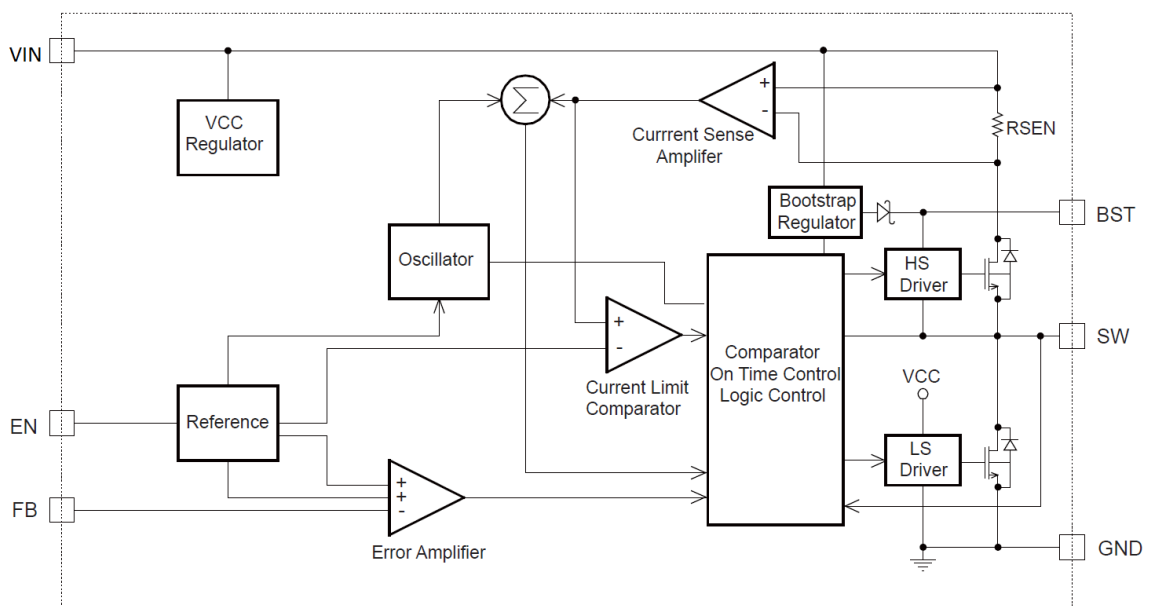 VIN
VCC
Regulator
Σ
+
-
Currrent Sense
Amplifer
RSEN
Bootstrap
Regulator
BST
Oscillator
HS
Driver
+
-
Current Limit
Comparator
Comparator
On Time Control
Logic Control
SW
VCC
EN
Reference
LS
Driver
FB
+
+
-
Error Amplifier
GND